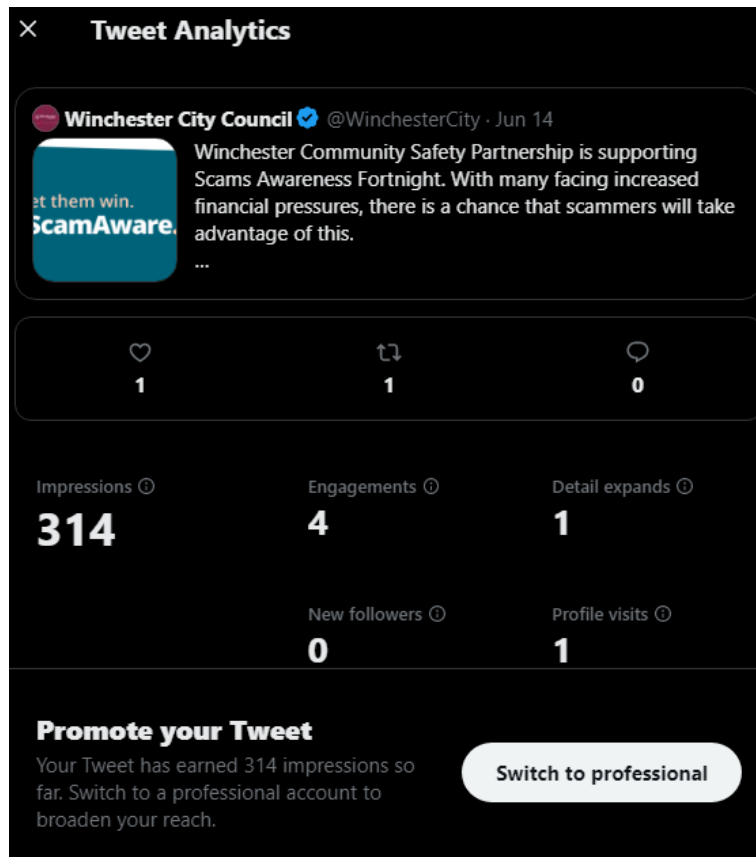 Tweet Analytics
Winchester City Council @WinchesterCity · Jun 14
Winchester Community Safety Partnership is supporting
Scams Awareness Fortnight. With many facing increased
financial pressures, there is a chance that scammers will take
advantage of this.
...
et them win.
ScamAware.
1 1 0
Impressions Engagements Detail expands
314 4 1
New followers Profile visits
0 1
Promote your Tweet
Your Tweet has earned 314 impressions so
far. Switch to a professional account to
broaden your reach.
Switch to professional